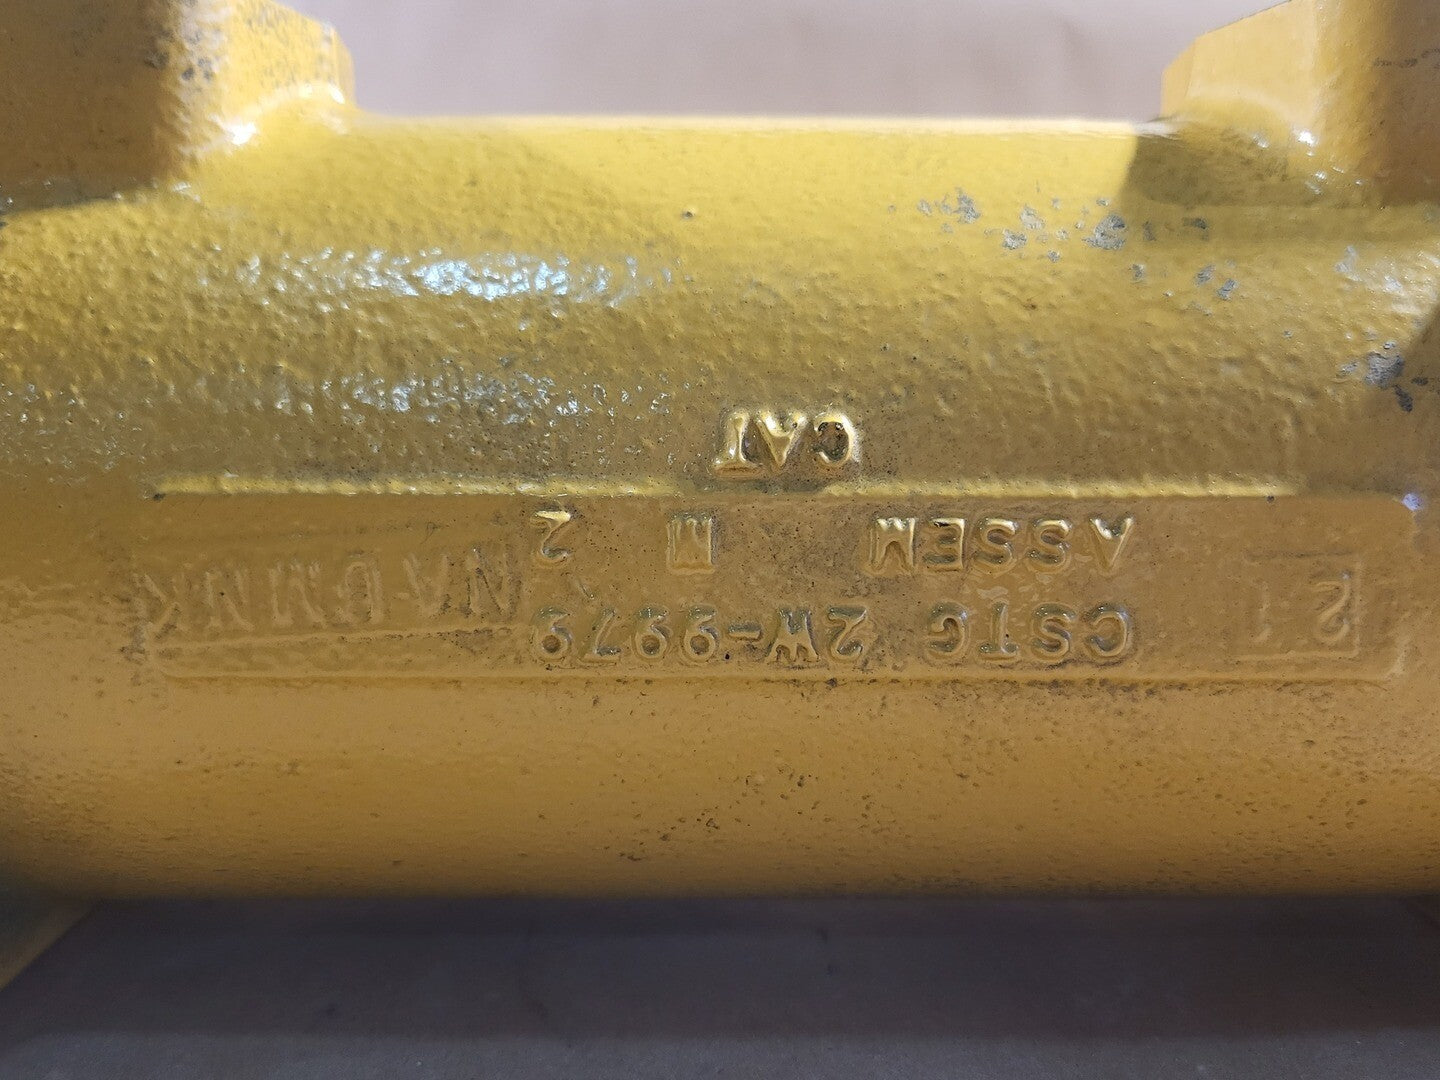 21
CSTG 2W-9979
ASSEM M 2
CAT